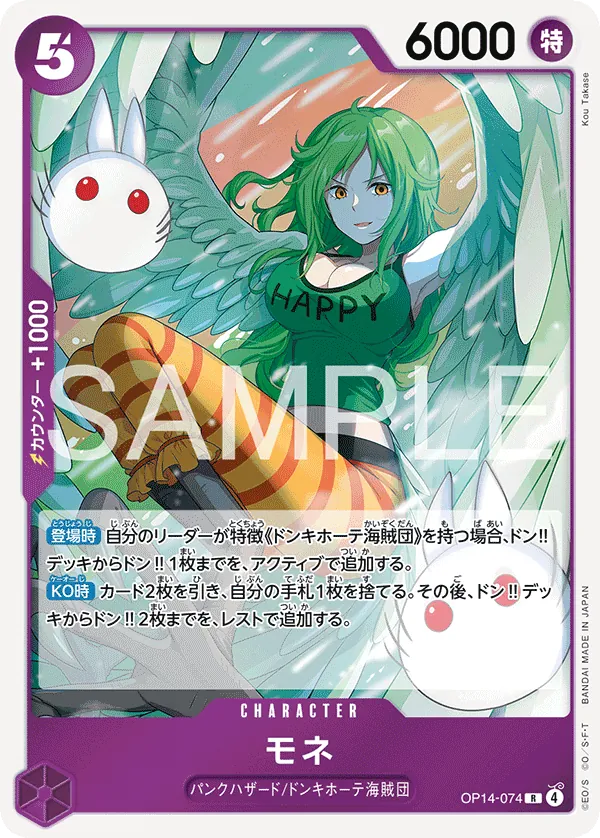 5
6000
特
Kou Takase
HAPPY
カウンター +1000
SAMPLE
登場時 自分のリーダーが特徴《ドンキホーテ海賊団》を持つ場合、ドン!!
デッキからドン!!1枚までを、アクティブで追加する。
KO時 カード2枚を引き、自分の手札1枚を捨てる。その後、ドン!!デッ
キからドン!!2枚までを、レストで追加する。
CHARACTER
モネ
パンクハザード/ドンキホーテ海賊団
OP14-074 R 4
©E.O/S ©O/S・F・T BANDAI MADE IN JAPAN